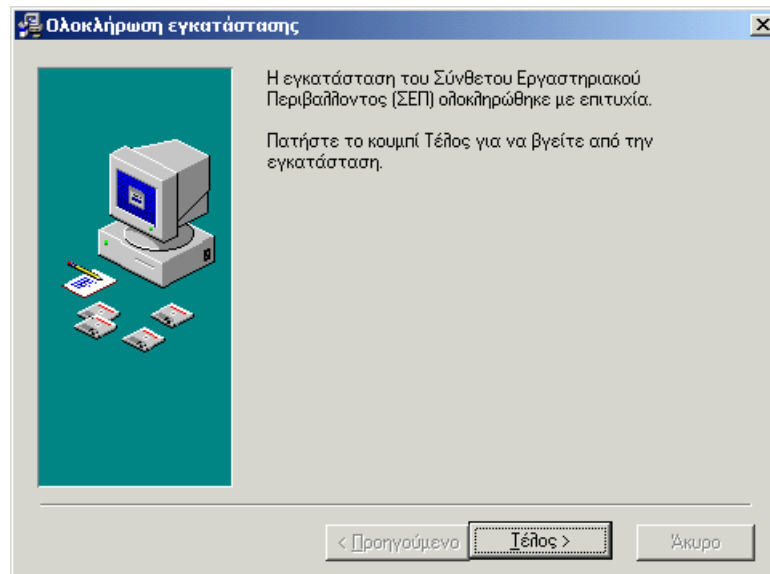 Ολοκλήρωση εγκατάστασης
Η εγκατάσταση του Σύνθετου Εργαστηριακού
Περιβαλλοντος (ΣΕΠ) ολοκληρώθηκε με επιτυχία.
Πατήστε το κουμπί Τέλος για να βγείτε από την
εγκατάσταση.
< Προηγούμενο
Τέλος >
Άκυρο